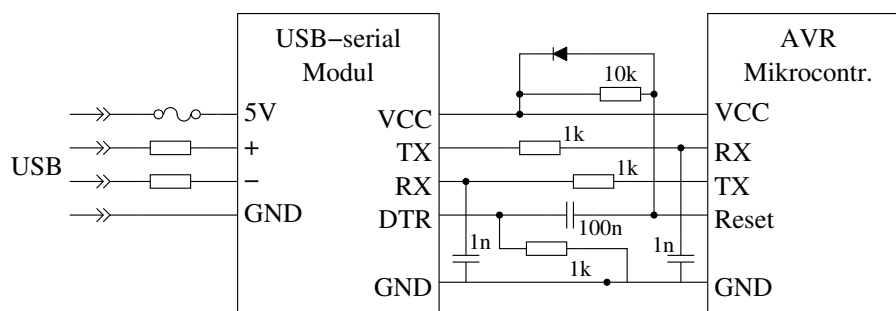 USB−serial
Modul
AVR
Mikrocontr.
10k
5V
VCC
VCC
1k
+
TX
RX
USB
1k
−
RX
TX
GND
DTR
100n
Reset
1n
1n
1k
GND
GND